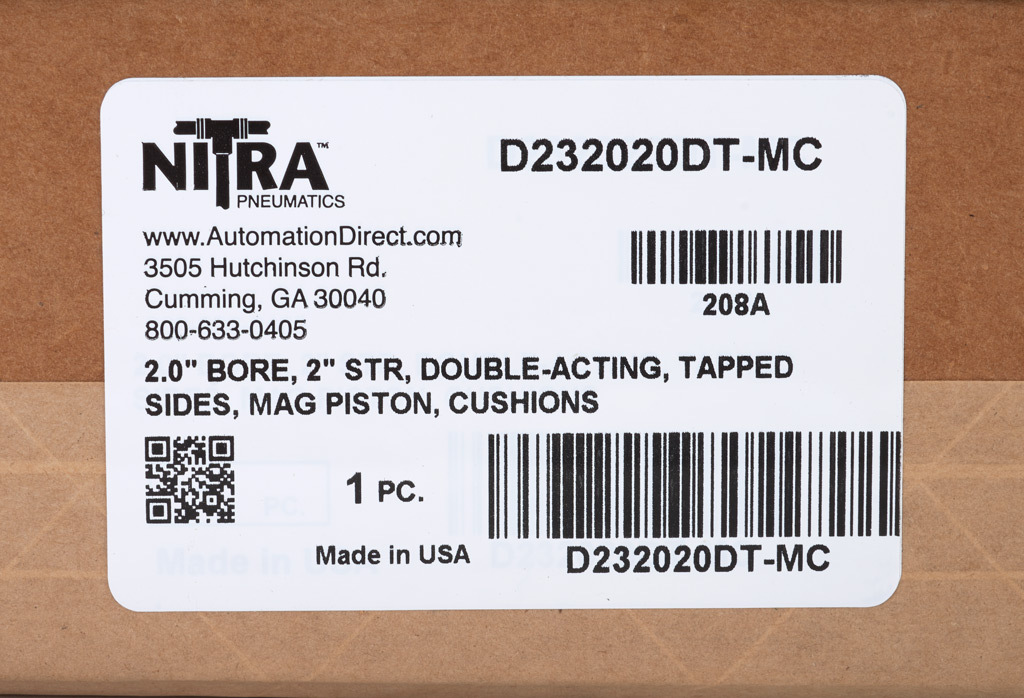 NITRA™
PNEUMATICS
D232020DT-MC
www.AutomationDirect.com
3505 Hutchinson Rd.
Cumming, GA 30040
800-633-0405
208A
2.0" BORE, 2" STR, DOUBLE-ACTING, TAPPED
SIDES, MAG PISTON, CUSHIONS
1 PC.
PC.
Made in USA
D232020DT-MC